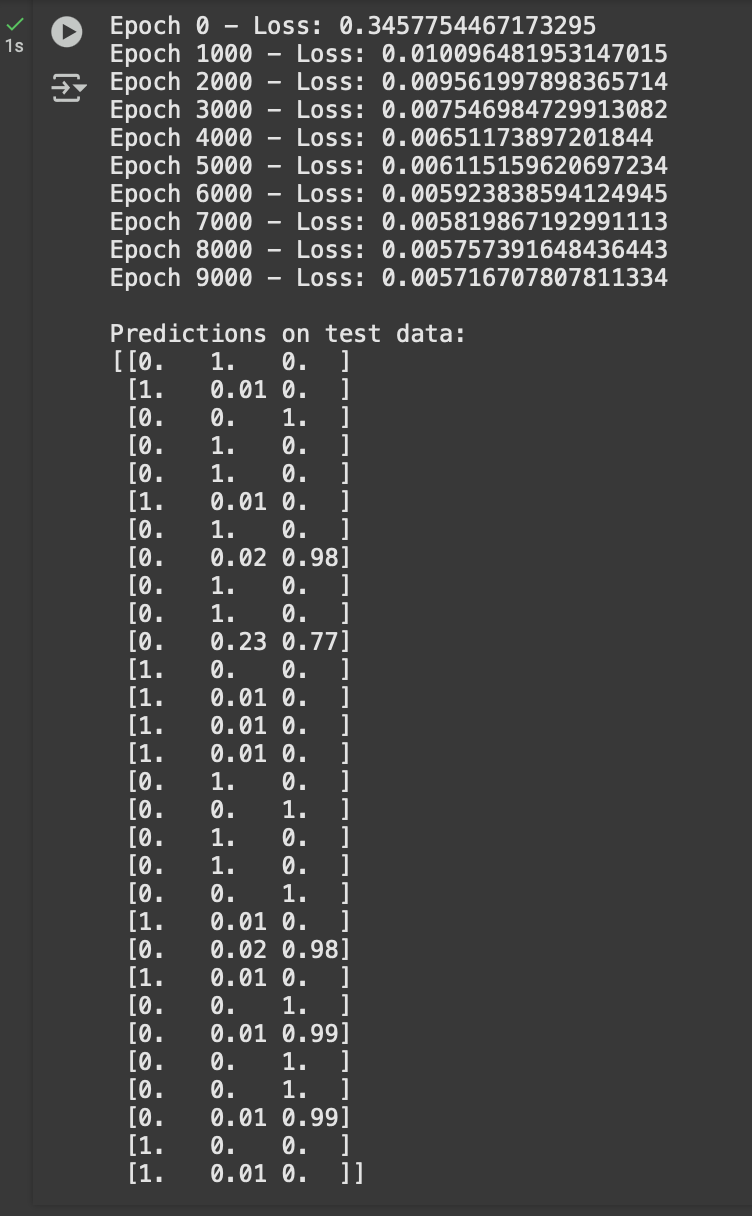 1s
Epoch 0 – Loss: 0.3457754467173295
Epoch 1000 – Loss: 0.010096481953147015
Epoch 2000 – Loss: 0.009561997898365714
Epoch 3000 – Loss: 0.007546984729913082
Epoch 4000 – Loss: 0.00651173897201844
Epoch 5000 – Loss: 0.006115159620697234
Epoch 6000 – Loss: 0.005923838594124945
Epoch 7000 – Loss: 0.005819867192991113
Epoch 8000 – Loss: 0.005757391648436443
Epoch 9000 – Loss: 0.005716707807811334
Predictions on test data:
[[0.   1.   0.  ]
 [1.   0.01 0.  ]
 [0.   0.   1.  ]
 [0.   1.   0.  ]
 [0.   1.   0.  ]
 [1.   0.01 0.  ]
 [0.   1.   0.  ]
 [0.   0.02 0.98]
 [0.   1.   0.  ]
 [0.   1.   0.  ]
 [0.   0.23 0.77]
 [1.   0.   0.  ]
 [1.   0.01 0.  ]
 [1.   0.01 0.  ]
 [1.   0.01 0.  ]
 [0.   1.   0.  ]
 [0.   0.   1.  ]
 [0.   1.   0.  ]
 [0.   1.   0.  ]
 [0.   0.   1.  ]
 [1.   0.01 0.  ]
 [0.   0.02 0.98]
 [1.   0.01 0.  ]
 [0.   0.   1.  ]
 [0.   0.01 0.99]
 [0.   0.   1.  ]
 [0.   0.   1.  ]
 [0.   0.01 0.99]
 [1.   0.   0.  ]
 [1.   0.01 0.  ]]